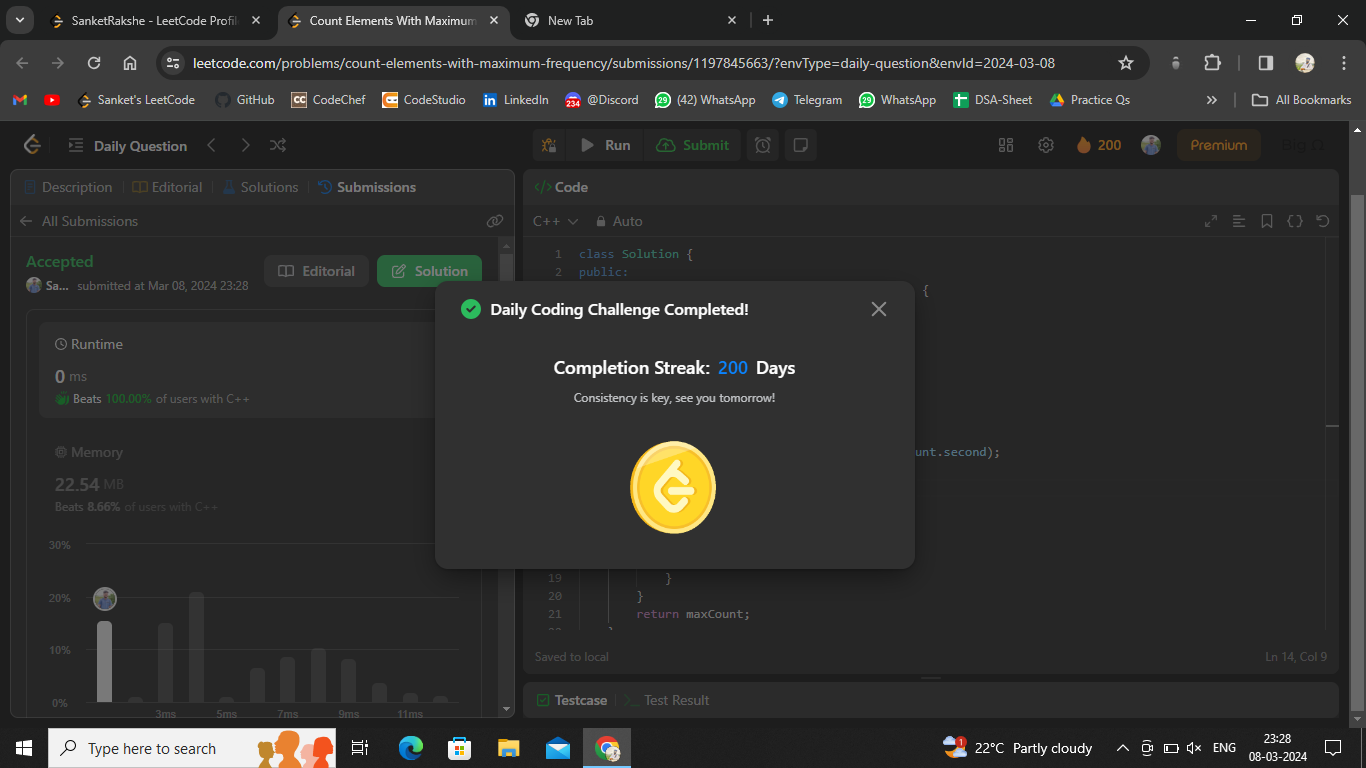 SanketRakshe - LeetCode Profil
Count Elements With Maximum
New Tab
leetcode.com/problems/count-elements-with-maximum-frequency/submissions/1197845663/?envType=daily-question&envId=2024-03-08
Sanket's LeetCode
GitHub
CodeChef
CodeStudio
LinkedIn
234
@Discord
29
(42) WhatsApp
Telegram
29
WhatsApp
DSA-Sheet
Practice Qs
»
All Bookmarks
Daily Question
Run
Submit
200
Premium
Description
Editorial
Solutions
Submissions
</> Code
All Submissions
C++
Auto
Accepted
Sa... submitted at Mar 08, 2024 23:28
Editorial
Solution
1 class Solution {
2 public:
{
Daily Coding Challenge Completed!
Runtime
0 ms
Beats 100.00% of users with C++
Completion Streak: 200 Days
Consistency is key, see you tomorrow!
Memory
22.54 MB
Beats 8.66% of users with C++
unt.second);
30%
20%
10%
0%
3ms
5ms
7ms
9ms
11ms
19 }
20 }
21 return maxCount;
Saved to local
Ln 14, Col 9
Testcase
Test Result
Type here to search
1
22°C Partly cloudy
ENG
23:28
08-03-2024